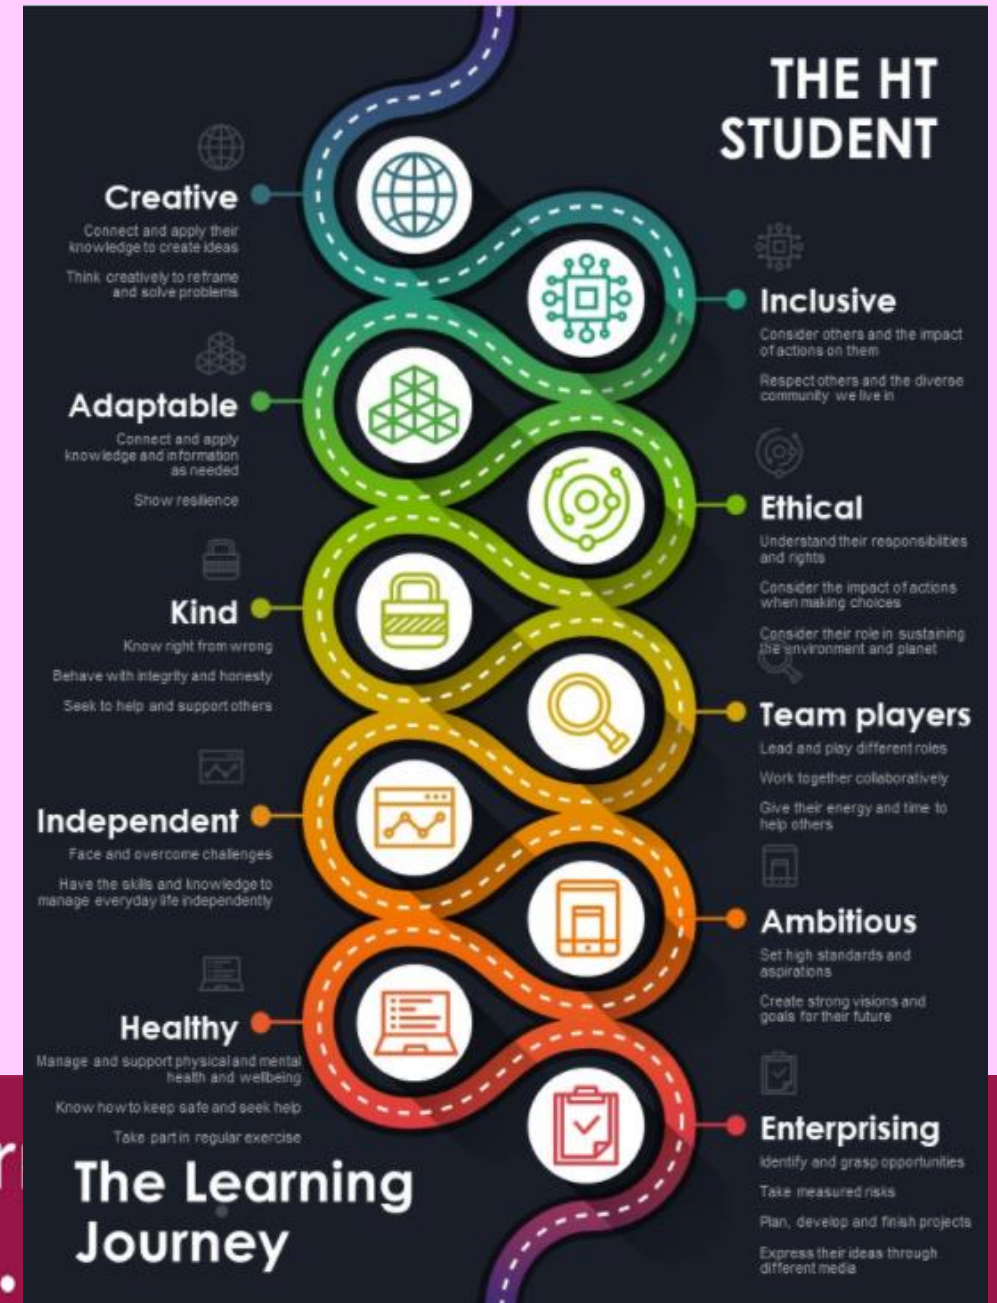 THE HT
STUDENT
Creative
Connect and apply their
knowledge to create ideas
Think creatively to reframe
and solve problems
Inclusive
Consider others and the impact
of actions on them
Respect others and the diverse
community we live in
Adaptable
Connect and apply
knowledge and information
as needed
Show resilience
Ethical
Understand their responsibilities
and rights
Consider the impact of actions
when making choices
Consider their role in sustaining
the environment and planet
Kind
Know right from wrong
Behave with integrity and honesty
Seek to help and support others
Team players
Lead and play different roles
Work together collaboratively
Give their energy and time to
help others
Independent
Face and overcome challenges
Have the skills and knowledge to
manage everyday life independently
Ambitious
Set high standards and
aspirations
Create strong visions and
goals for their future
Healthy
Manage and support physical and mental
health and wellbeing
Know how to keep safe and seek help
Take part in regular exercise
Enterprising
Identify and grasp opportunities
Take measured risks
Plan, develop and finish projects
Express their ideas through
different media
The Learning
Journey